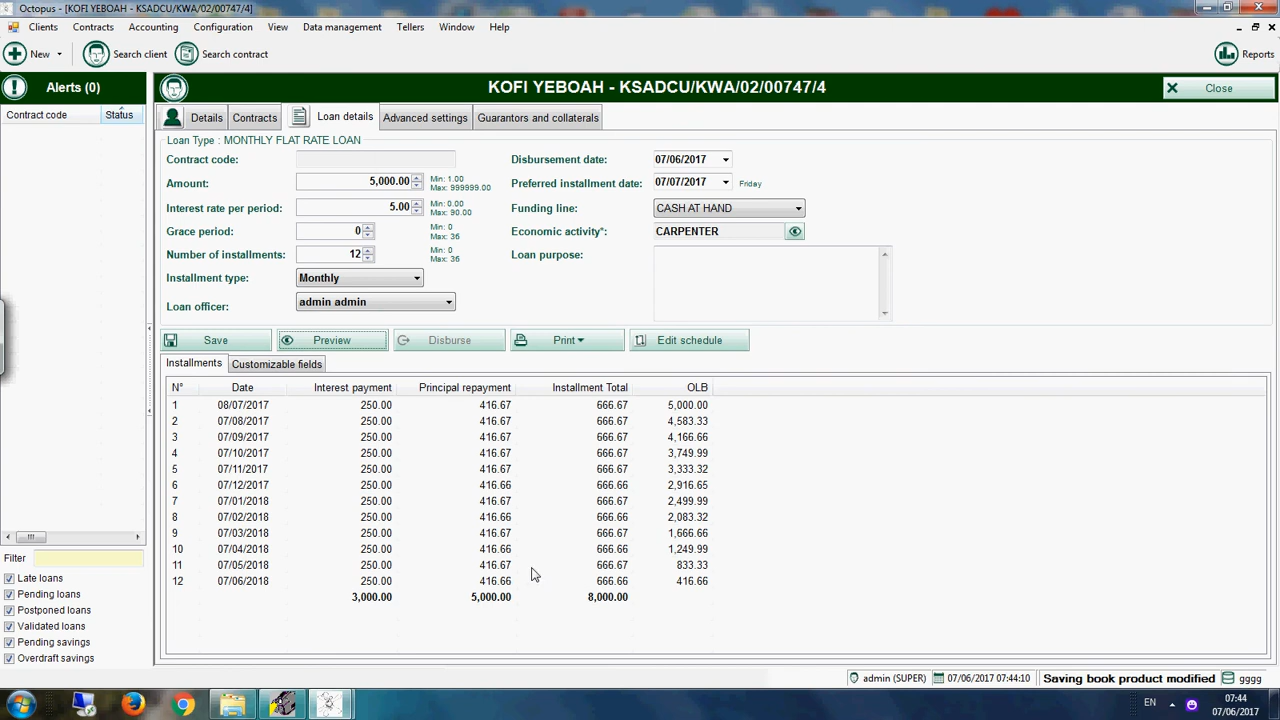 Octopus - [KOFI YEBOAH - KSADCU/KWA/02/00747/4]
Clients Contracts Accounting Configuration View Data management Tellers Window Help
New Search client Search contract Reports
Alerts (0) KOFI YEBOAH - KSADCU/KWA/02/00747/4 Close
Contract code Status
Details Contracts Loan details Advanced settings Guarantors and collaterals
Loan Type : MONTHLY FLAT RATE LOAN
Contract code: Disbursement date: 07/06/2017
Amount: 5,000.00 Min: 1.00 Max: 999999.00 Preferred installment date: 07/07/2017 Friday
Interest rate per period: 5.00 Min: 0.00 Max: 90.00 Funding line: CASH AT HAND
Grace period: 0 Min: 0 Max: 36 Economic activity*: CARPENTER
Number of installments: 12 Min: 0 Max: 36 Loan purpose:
Installment type: Monthly
Loan officer: admin admin
Save Preview Disburse Print Edit schedule
Installments Customizable fields
N° Date Interest payment Principal repayment Installment Total OLB
1 08/07/2017 250.00 416.67 666.67 5,000.00
2 07/08/2017 250.00 416.67 666.67 4,583.33
3 07/09/2017 250.00 416.67 666.67 4,166.66
4 07/10/2017 250.00 416.67 666.67 3,749.99
5 07/11/2017 250.00 416.67 666.67 3,333.32
6 07/12/2017 250.00 416.66 666.66 2,916.65
7 07/01/2018 250.00 416.67 666.67 2,499.99
8 07/02/2018 250.00 416.66 666.66 2,083.32
9 07/03/2018 250.00 416.67 666.67 1,666.66
10 07/04/2018 250.00 416.66 666.66 1,249.99
11 07/05/2018 250.00 416.67 666.67 833.33
12 07/06/2018 250.00 416.66 666.66 416.66
3,000.00 5,000.00 8,000.00
Filter
Late loans
Pending loans
Postponed loans
Validated loans
Pending savings
Overdraft savings
admin (SUPER) 07/06/2017 07:44:10 Saving book product modified gggg
EN 07:44
07/06/2017